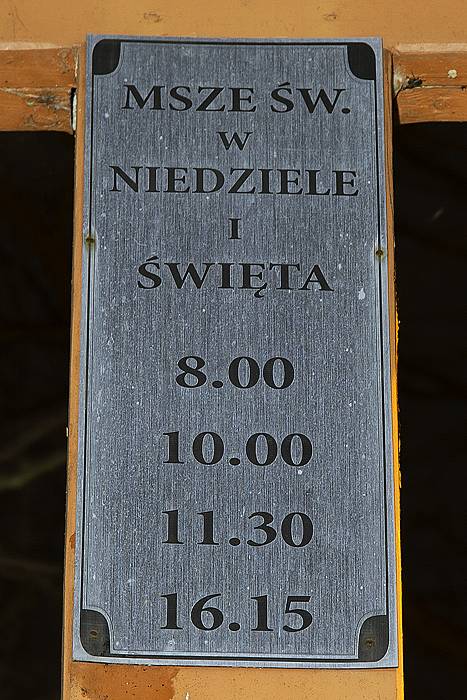 MSZE ŚW.
W
NIEDZIELE
I
ŚWIĘTA
8.00
10.00
11.30
16.15